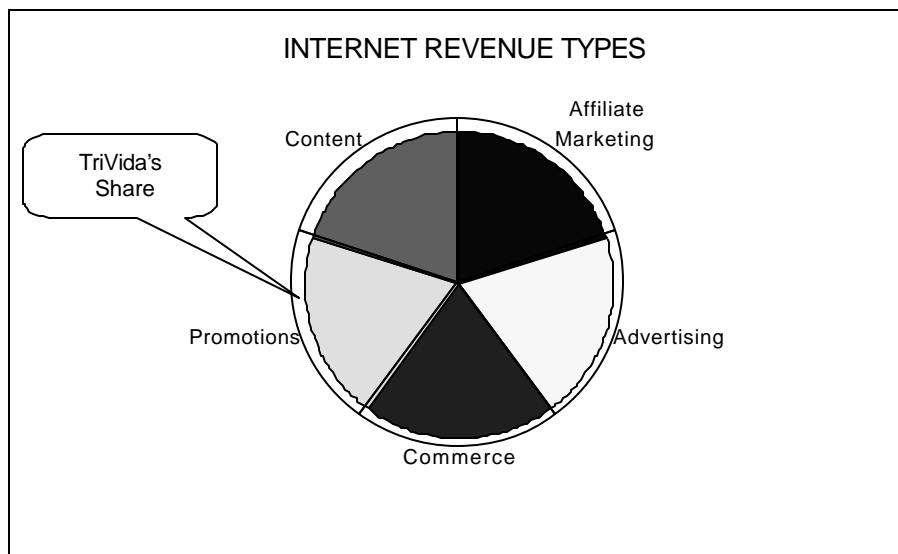 INTERNET REVENUE TYPES
Affiliate
Marketing
Content
TriVida's
Share
Promotions
Advertising
Commerce